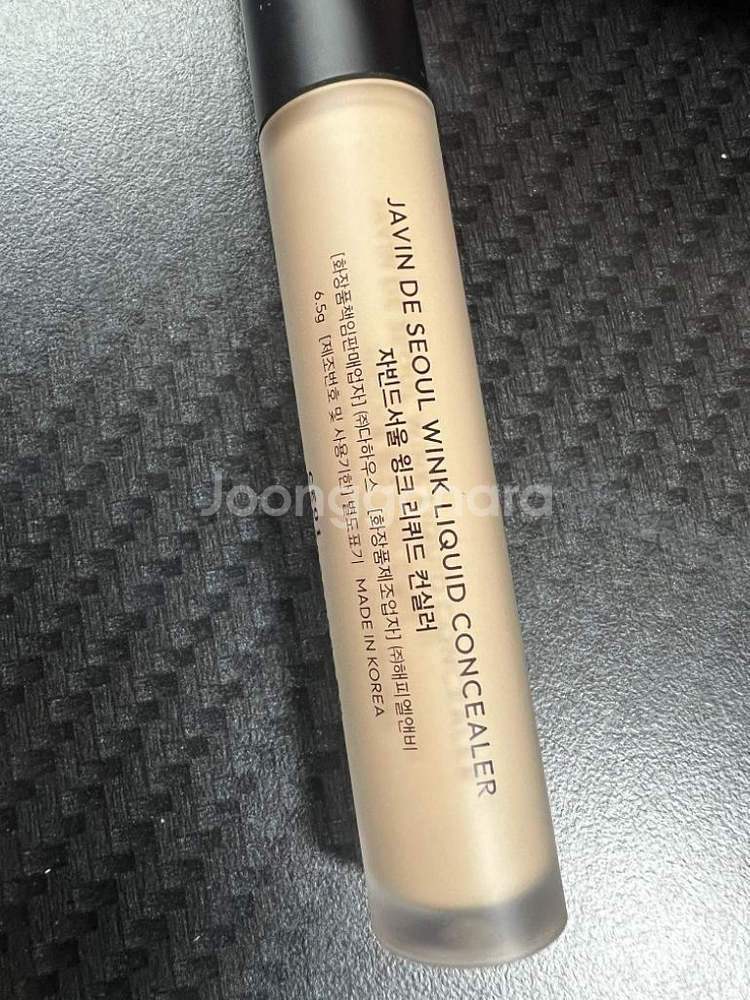 JAVIN DE SEOUL WINK LIQUID CONCEALER
자빈드서울 윙크 리퀴드 컨실러
[화장품책임판매업자] ㈜다하우스 [화장품제조업자] ㈜해피엘앤비
6.5g [제조번호 및 사용기한] 별도표기 MADE IN KOREA
Joonggonara